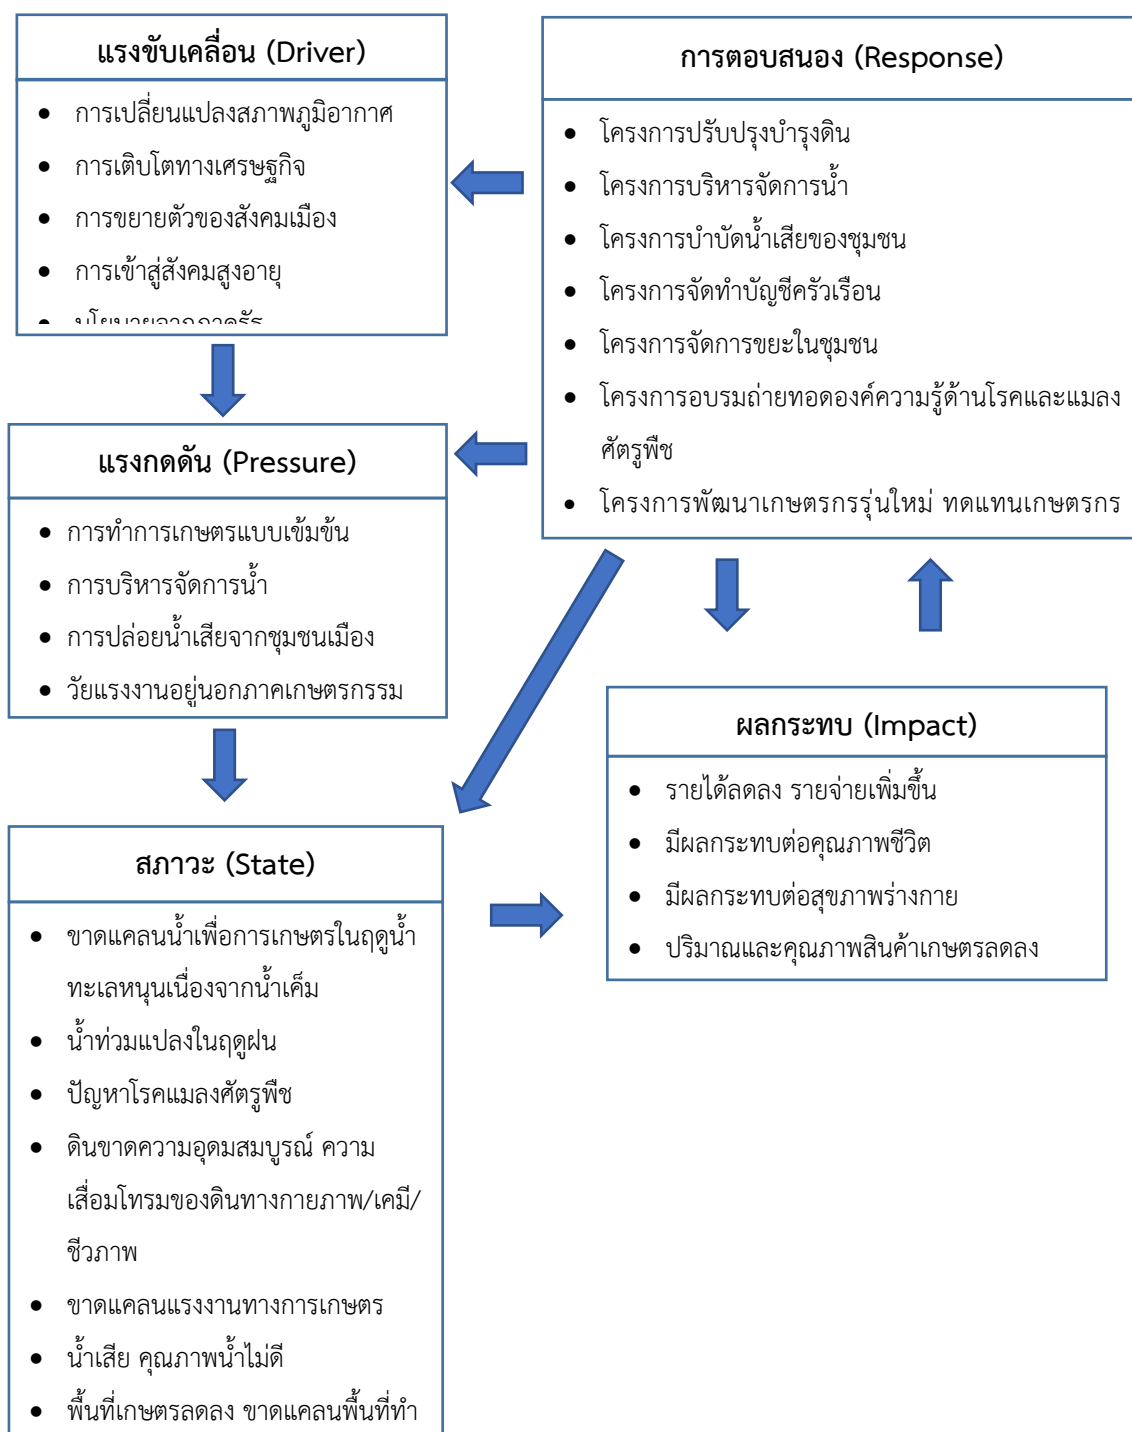 แรงขับเคลื่อน (Driver)
• การเปลี่ยนแปลงสภาพภูมิอากาศ
• การเติบโตทางเศรษฐกิจ
• การขยายตัวของสังคมเมือง
• การเข้าสู่สังคมสูงอายุ
• นโยบายจากภาครัฐ
การตอบสนอง (Response)
• โครงการปรับปรุงบำรุงดิน
• โครงการบริหารจัดการน้ำ
• โครงการบำบัดน้ำเสียของชุมชน
• โครงการจัดทำบัญชีครัวเรือน
• โครงการจัดการขยะในชุมชน
• โครงการอบรมถ่ายทอดองค์ความรู้ด้านโรคและแมลง
ศัตรูพืช
• โครงการพัฒนาเกษตรกรรุ่นใหม่ ทดแทนเกษตรกร
แรงกดดัน (Pressure)
• การทำการเกษตรแบบเข้มข้น
• การบริหารจัดการน้ำ
• การปล่อยน้ำเสียจากชุมชนเมือง
• วัยแรงงานอยู่นอกภาคเกษตรกรรม
ผลกระทบ (Impact)
• รายได้ลดลง รายจ่ายเพิ่มขึ้น
• มีผลกระทบต่อคุณภาพชีวิต
• มีผลกระทบต่อสุขภาพร่างกาย
• ปริมาณและคุณภาพสินค้าเกษตรลดลง
สภาวะ (State)
• ขาดแคลนน้ำเพื่อการเกษตรในฤดูน้ำ
ทะเลหนุนเนื่องจากน้ำเค็ม
• น้ำท่วมแปลงในฤดูฝน
• ปัญหาโรคแมลงศัตรูพืช
• ดินขาดความอุดมสมบูรณ์ ความ
เสื่อมโทรมของดินทางกายภาพ/เคมี/
ชีวภาพ
• ขาดแคลนแรงงานทางการเกษตร
• น้ำเสีย คุณภาพน้ำไม่ดี
• พื้นที่เกษตรลดลง ขาดแคลนพื้นที่ทำ